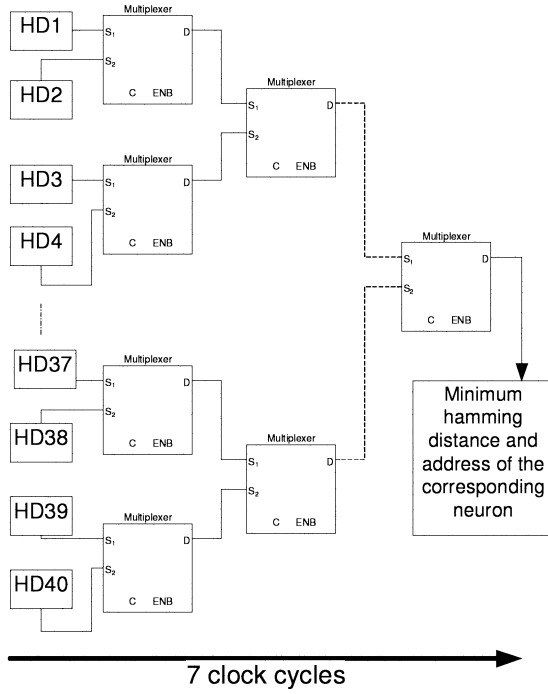 Multiplexer
HD1
S₁
D
S₂
HD2
C ENB
Multiplexer
S₁
D
S₂
C ENB
Multiplexer
HD3
S₁
D
S₂
HD4
C ENB
Multiplexer
S₁
D
S₂
C ENB
Multiplexer
HD37
S₁
D
S₂
HD38
C ENB
Multiplexer
S₁
D
S₂
C ENB
Multiplexer
HD39
S₁
D
S₂
HD40
C ENB
Minimum
hamming
distance and
address of the
corresponding
neuron
7 clock cycles